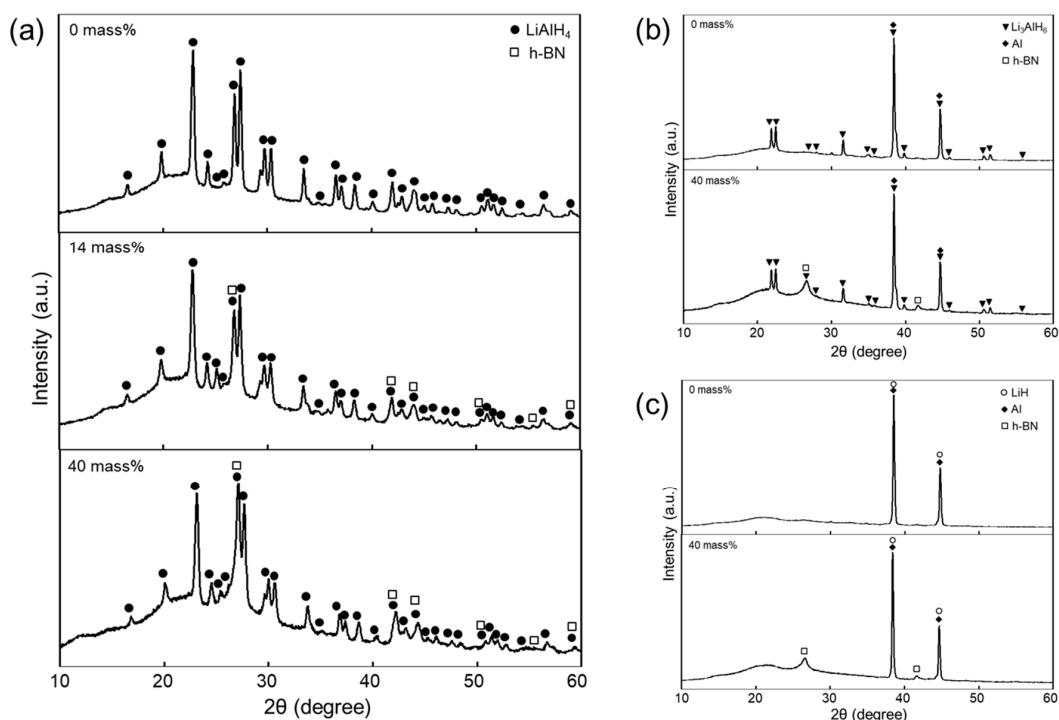 (a)
0 mass%
● LiAlH₄
□ h-BN
14 mass%
40 mass%
Intensity (a.u.)
10 20 30 40 50 60
2θ (degree)
(b)
0 mass%
▼ Li₃AlH₆
◆ Al
□ h-BN
40 mass%
Intensity (a.u.)
10 20 30 40 50 60
2θ (degree)
(c)
0 mass%
○ LiH
◆ Al
□ h-BN
40 mass%
Intensity (a.u.)
10 20 30 40 50 60
2θ (degree)